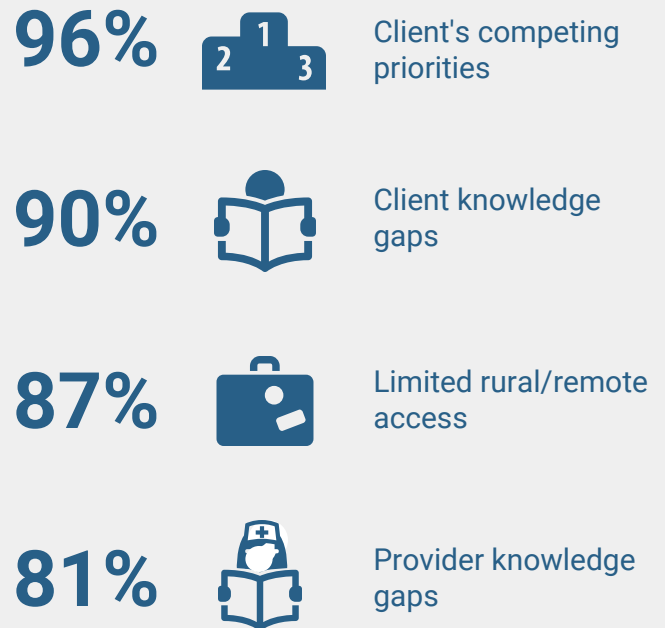 96%
1
2
3
Client's competing
priorities
90%
Client knowledge
gaps
87%
Limited rural/remote
access
81%
Provider knowledge
gaps